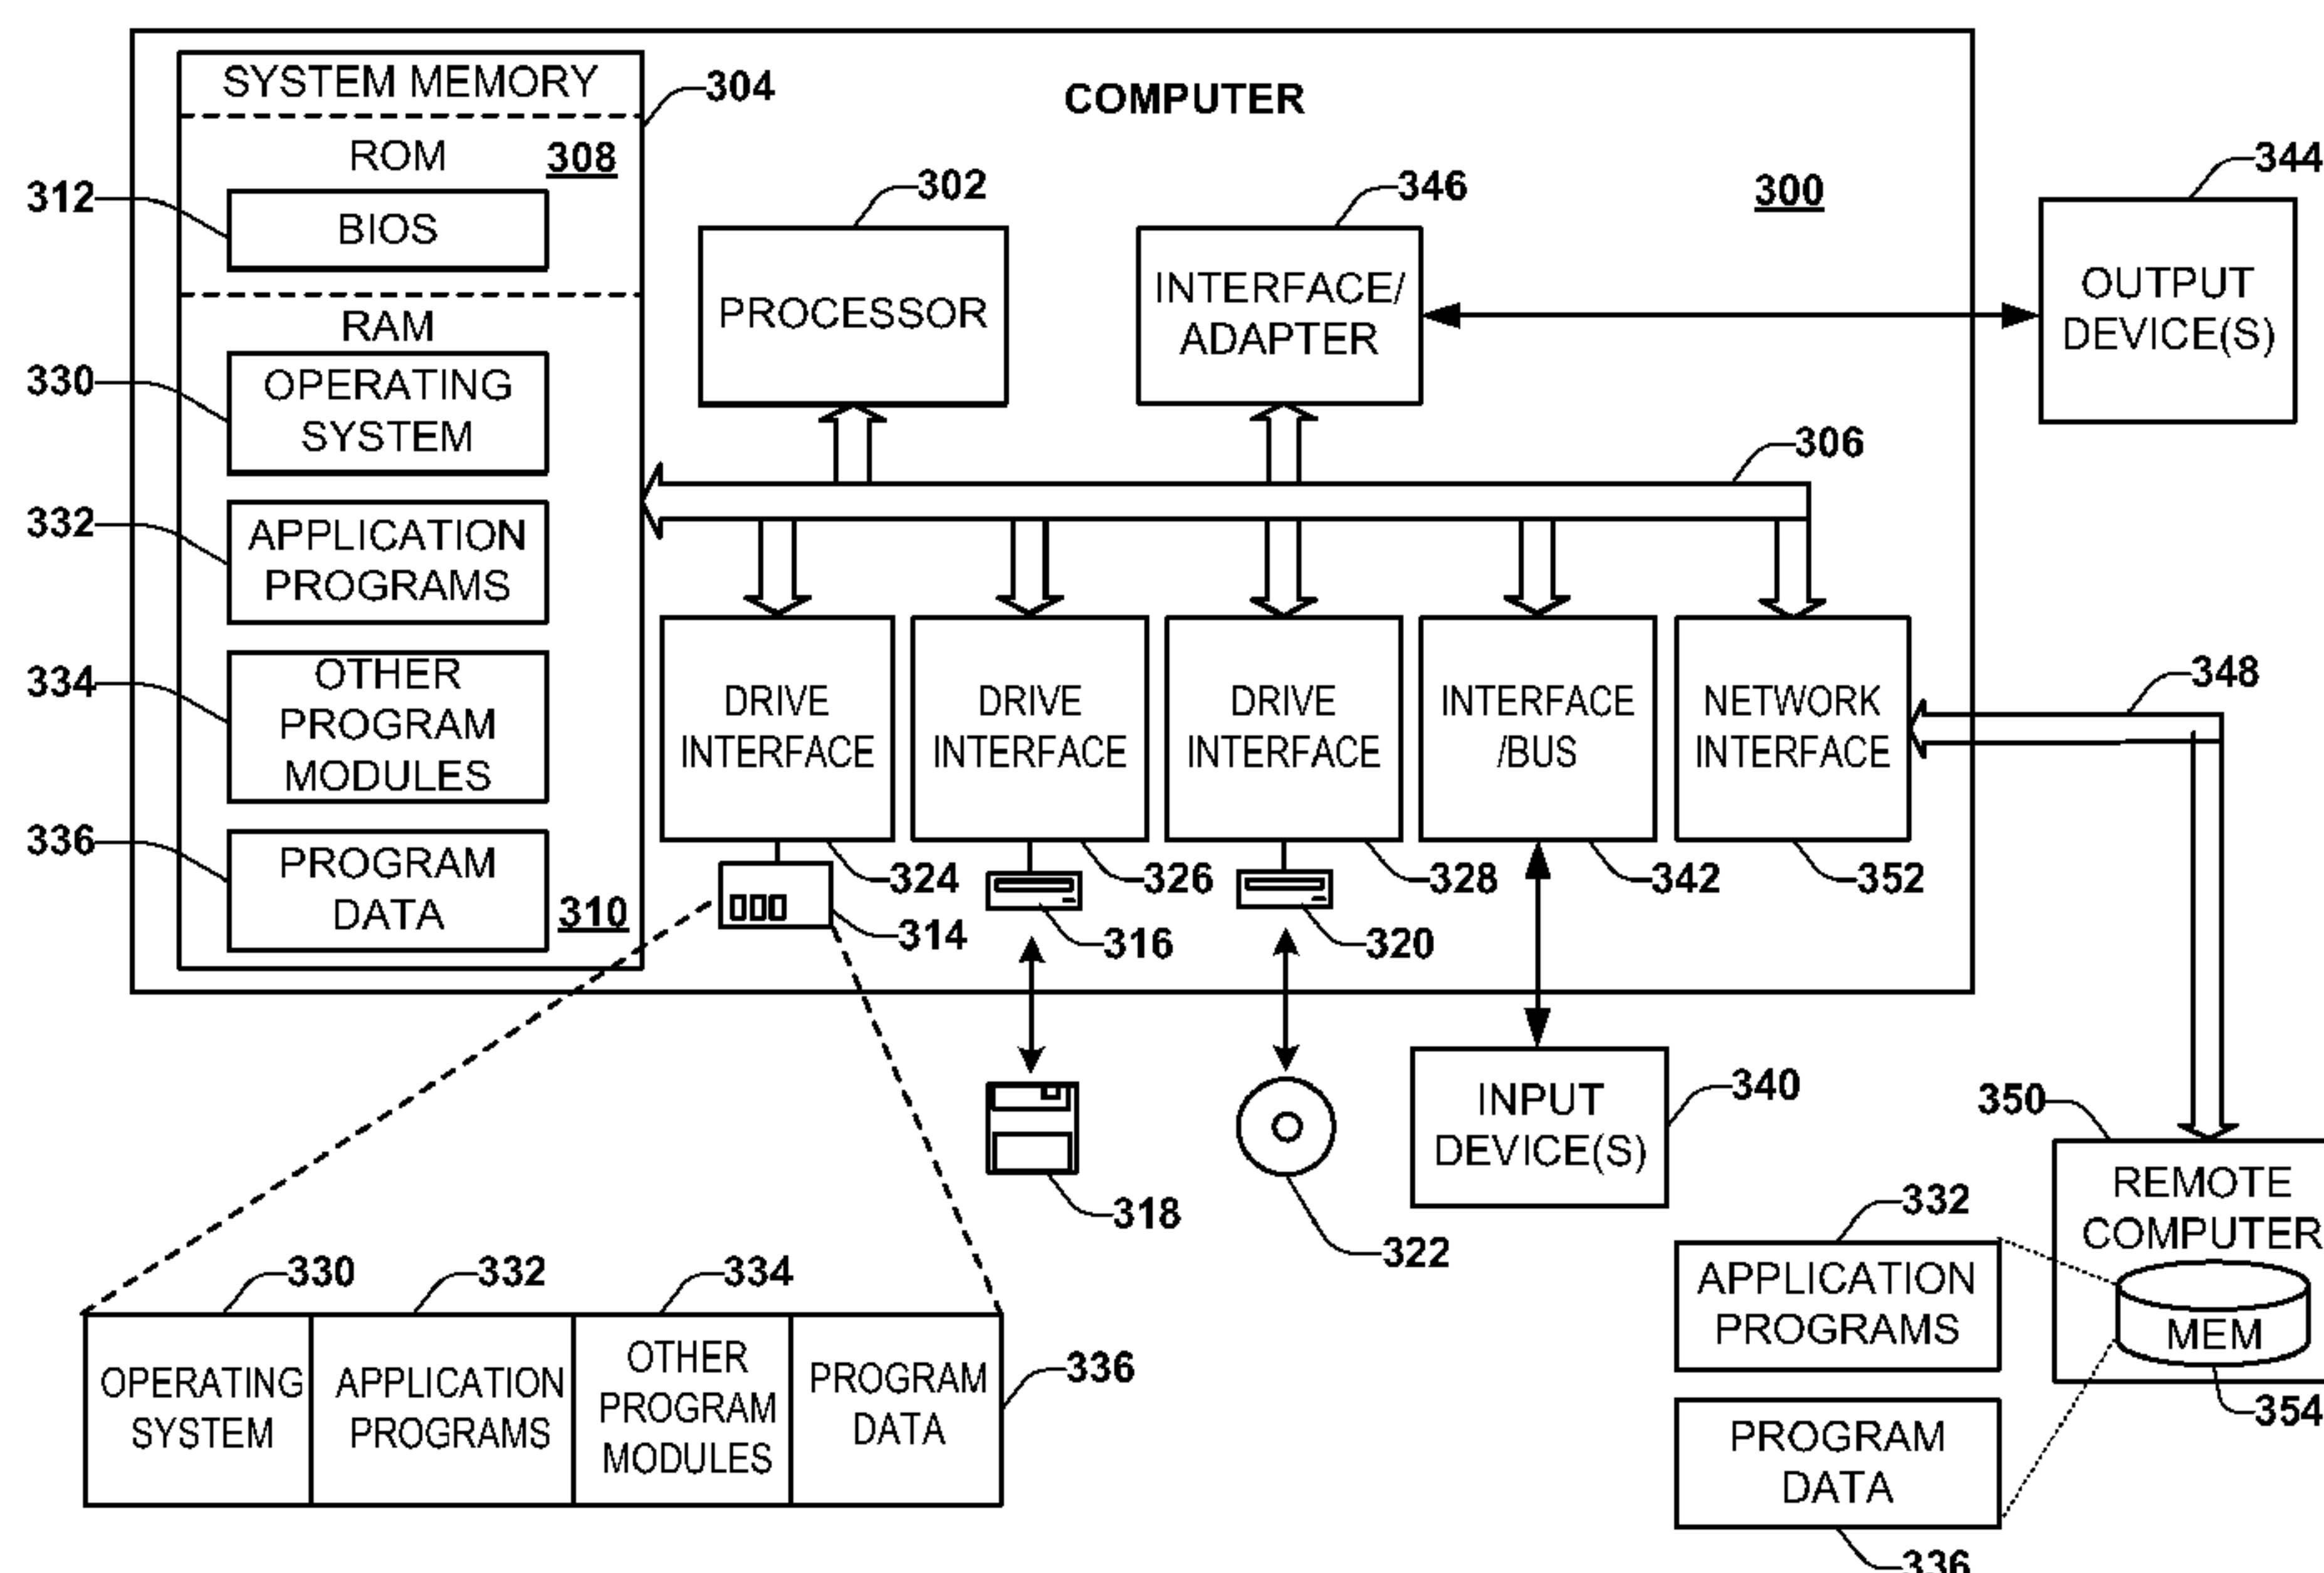 SYSTEM MEMORY
304
COMPUTER
ROM
308
312
BIOS
302
346
300
344
PROCESSOR
INTERFACE/
ADAPTER
OUTPUT
DEVICE(S)
RAM
330
OPERATING
SYSTEM
306
332
APPLICATION
PROGRAMS
334
OTHER
PROGRAM
MODULES
336
PROGRAM
DATA
310
DRIVE
INTERFACE
DRIVE
INTERFACE
DRIVE
INTERFACE
INTERFACE
/BUS
NETWORK
INTERFACE
348
324
326
328
342
352
314
316
320
318
322
INPUT
DEVICE(S)
340
350
REMOTE
COMPUTER
MEM
354
332
APPLICATION
PROGRAMS
PROGRAM
DATA
336
330
332
334
OPERATING
SYSTEM
APPLICATION
PROGRAMS
OTHER
PROGRAM
MODULES
PROGRAM
DATA
336